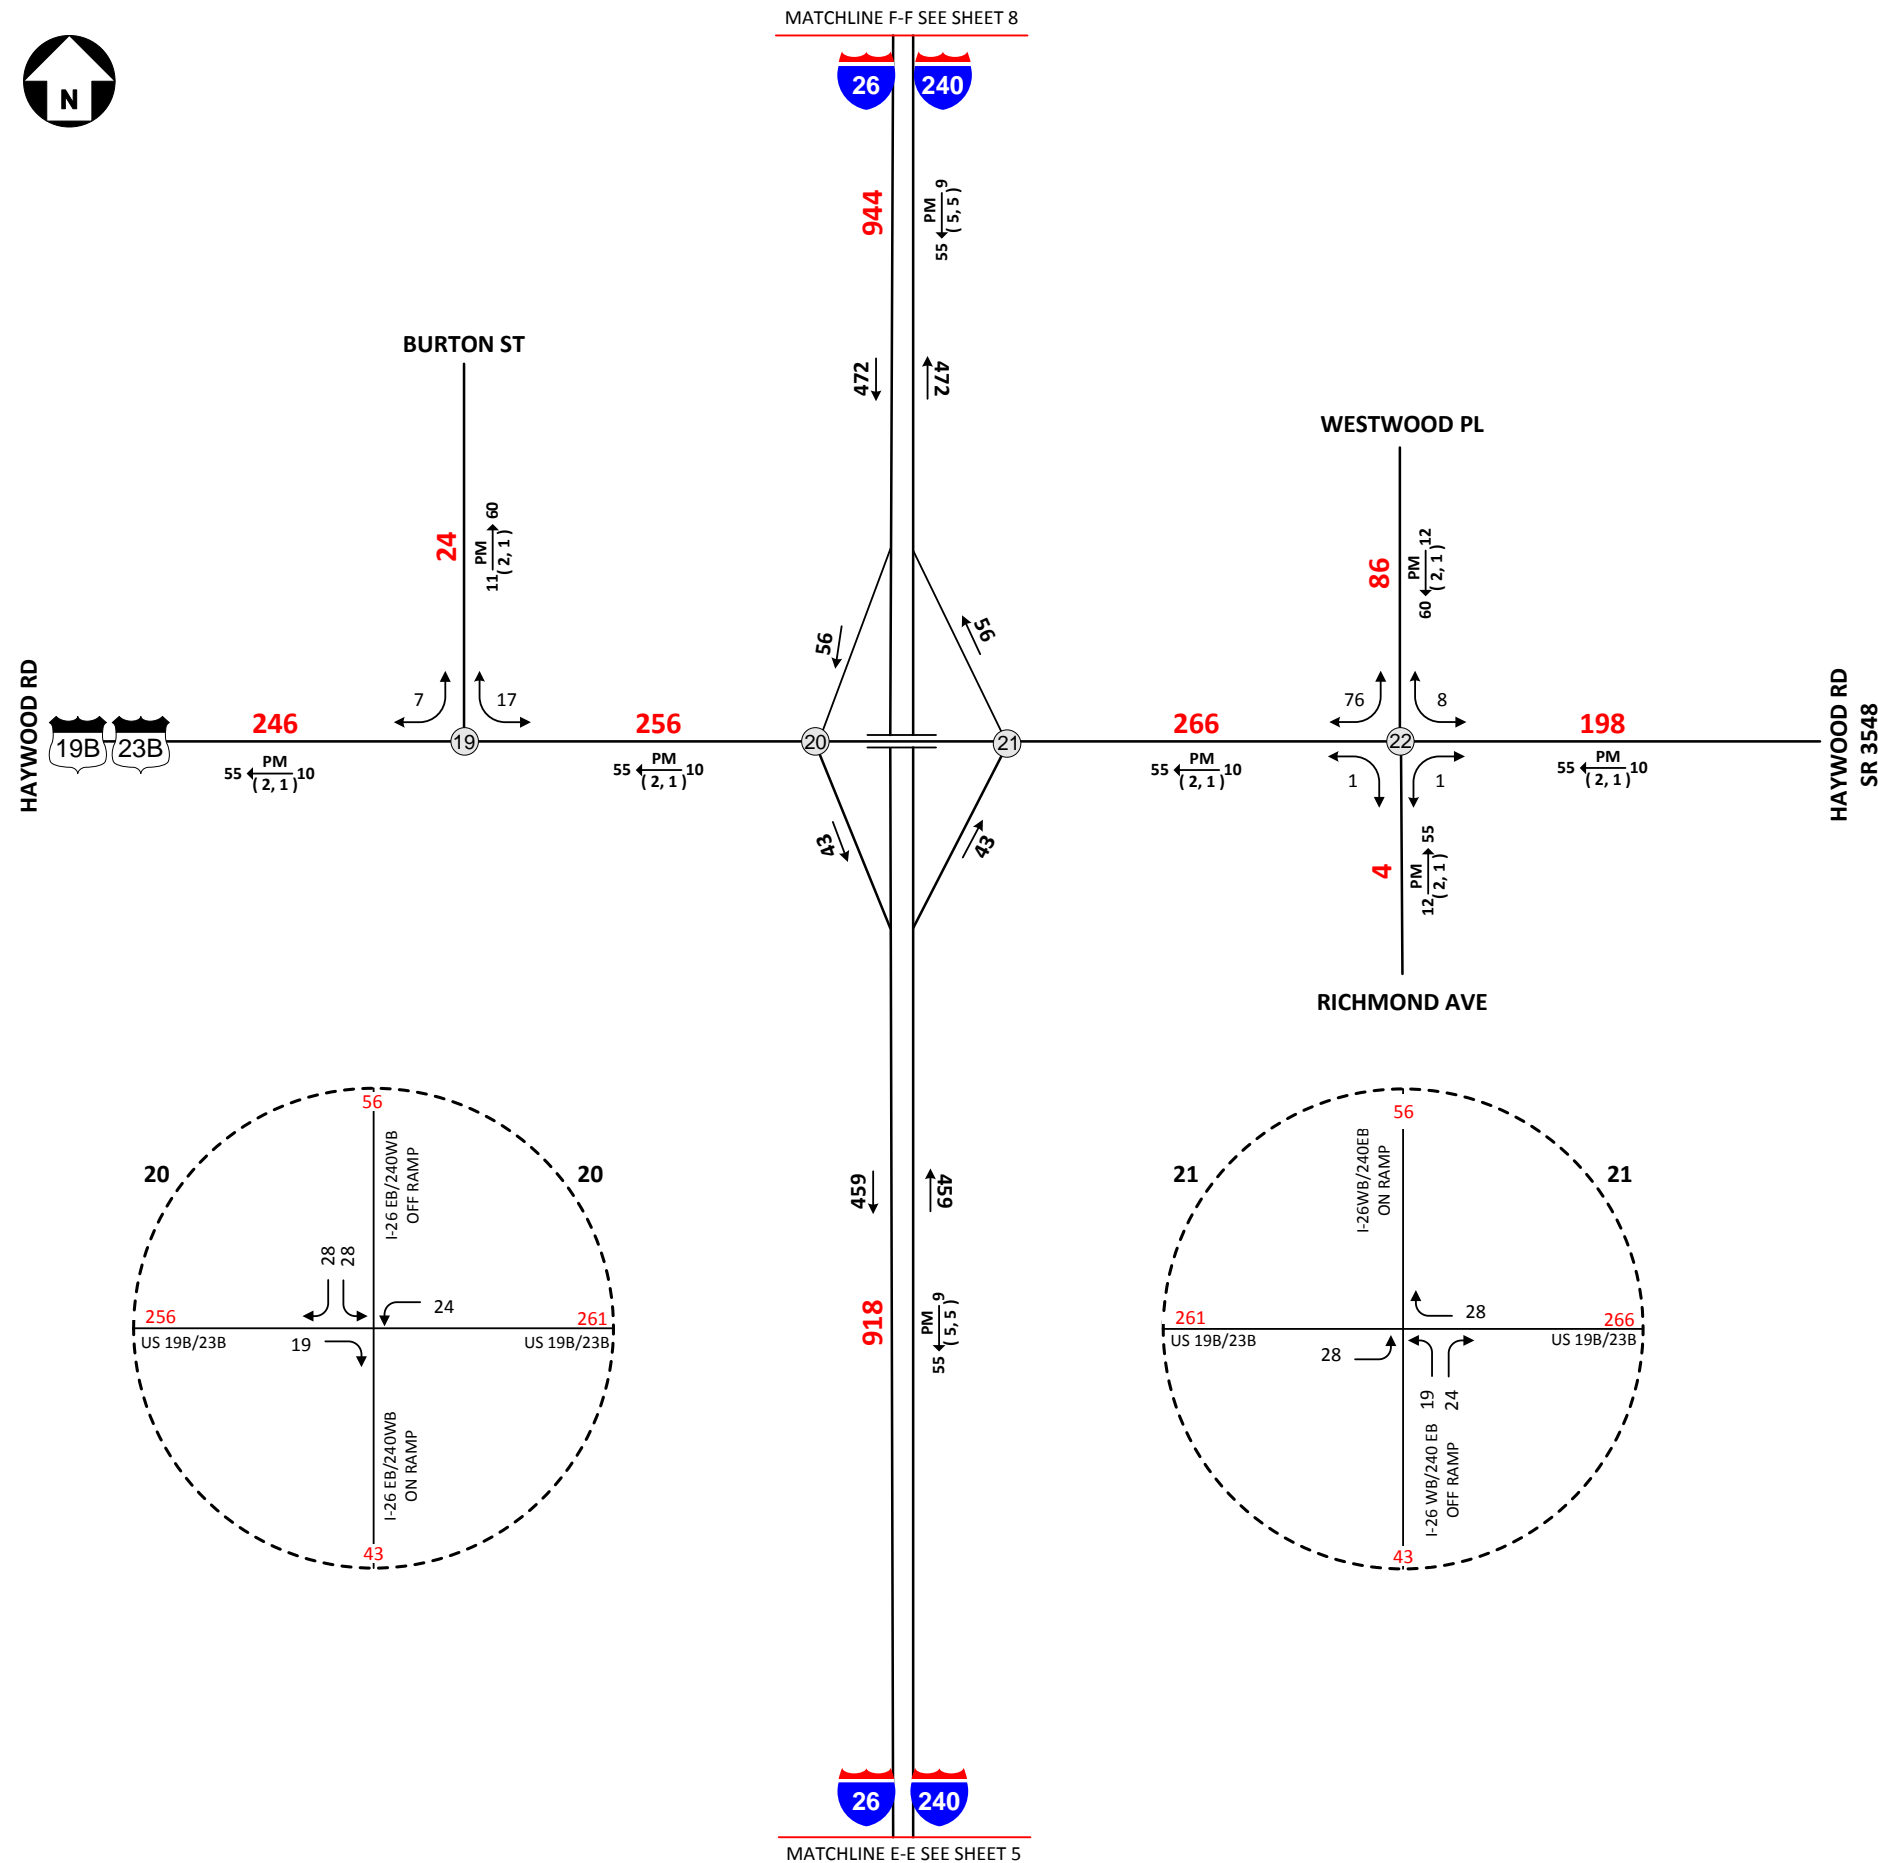 MATCHLINE F-F SEE SHEET 8
26
240
N
944
PM
9
55
( 5, 5 )
472
472
BURTON ST
WESTWOOD PL
24
PM
11
60
( 2, 1 )
86
PM
12
60
( 2, 1 )
56
56
HAYWOOD RD
19B
23B
246
7
17
19
256
20
21
266
76
8
22
198
HAYWOOD RD
SR 3548
PM
55
10
( 2, 1 )
PM
55
10
( 2, 1 )
PM
55
10
( 2, 1 )
1
1
PM
55
10
( 2, 1 )
43
43
4
PM
12
55
( 2, 1 )
RICHMOND AVE
56
I-26 EB/240WB
OFF RAMP
20
20
28
28
24
256
261
US 19B/23B
19
US 19B/23B
I-26 EB/240WB
ON RAMP
43
459
459
918
PM
9
55
( 5, 5 )
56
I-26WB/240EB
ON RAMP
21
21
28
261
266
US 19B/23B
28
US 19B/23B
19
24
I-26 WB/240 EB
OFF RAMP
43
26
240
MATCHLINE E-E SEE SHEET 5